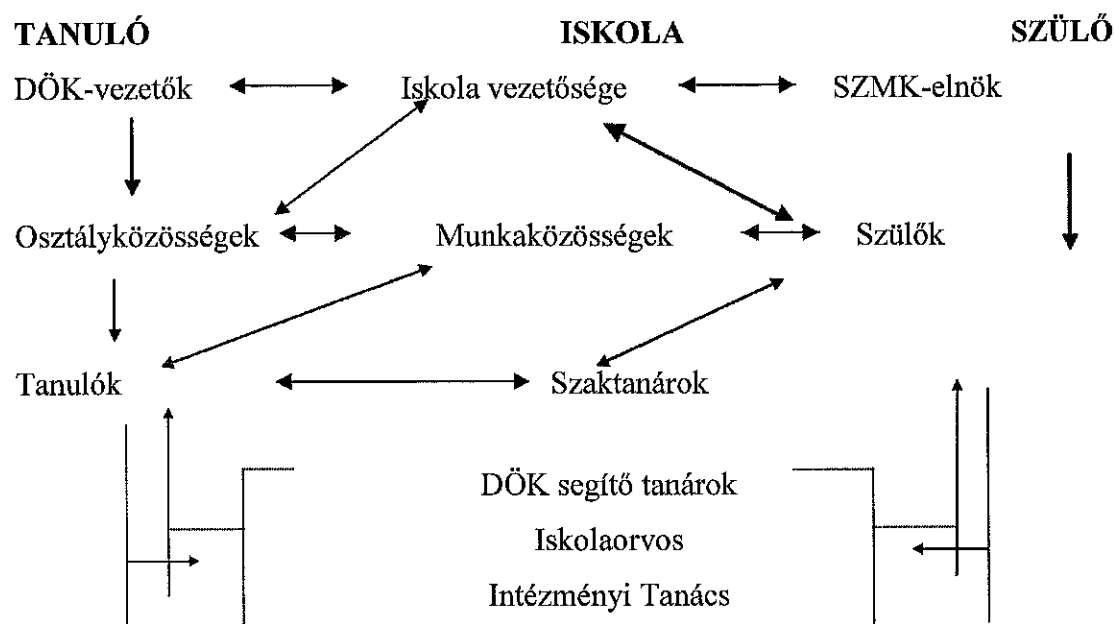 TANULÓ ISKOLA SZÜLŐ
DÖK-vezetők Iskola vezetősége SZMK-elnök
Osztályközösségek Munkaközösségek Szülők
Tanulók Szaktanárok
DÖK segítő tanárok
Iskolaorvos
Intézményi Tanács